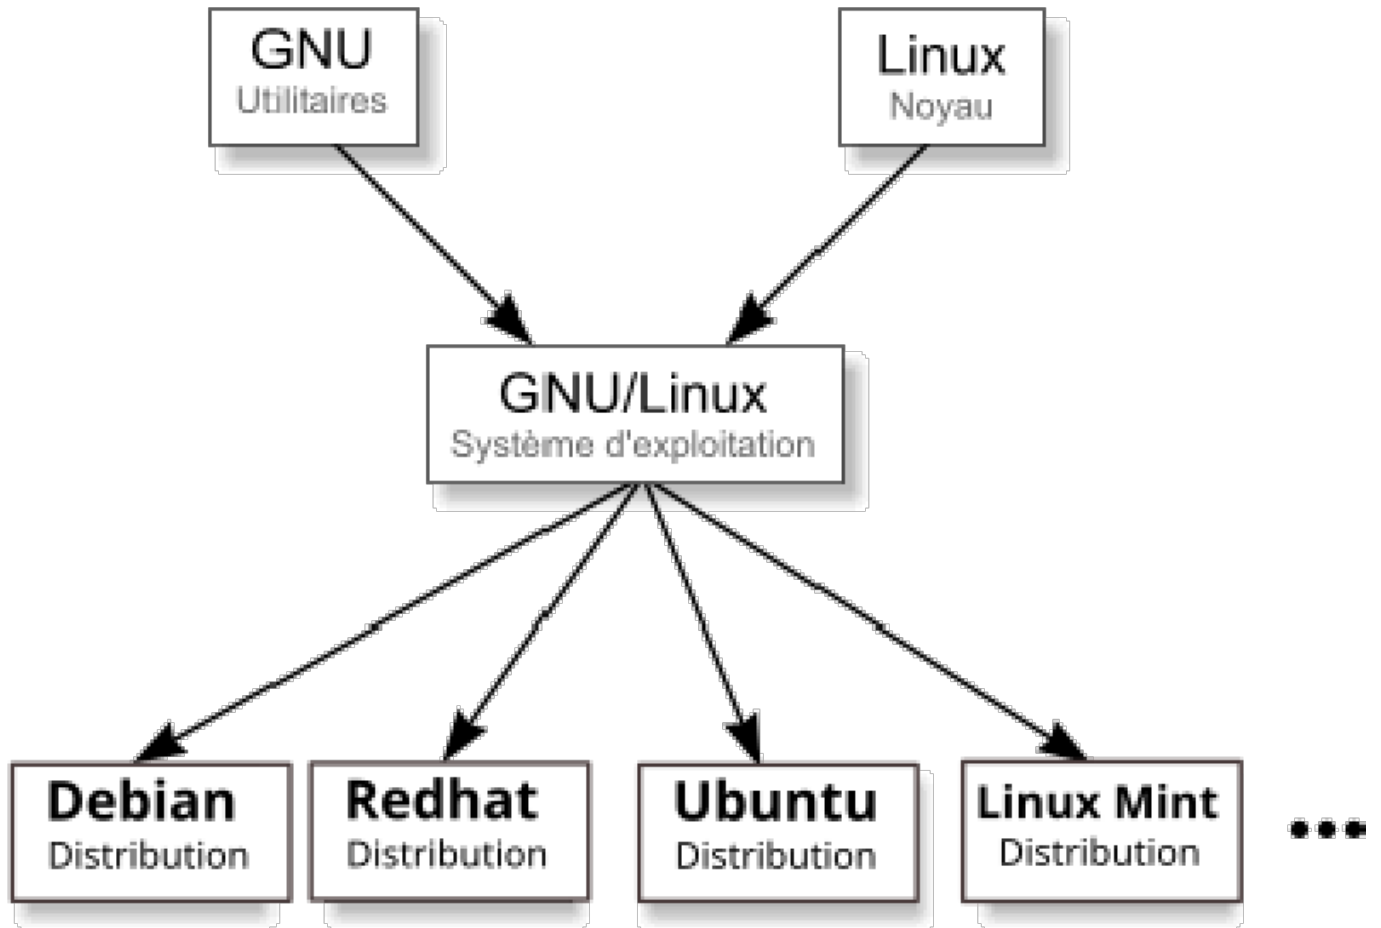 GNU
Utilitaires
Linux
Noyau
GNU/Linux
Système d'exploitation
Debian
Distribution
Redhat
Distribution
Ubuntu
Distribution
Linux Mint
Distribution
...